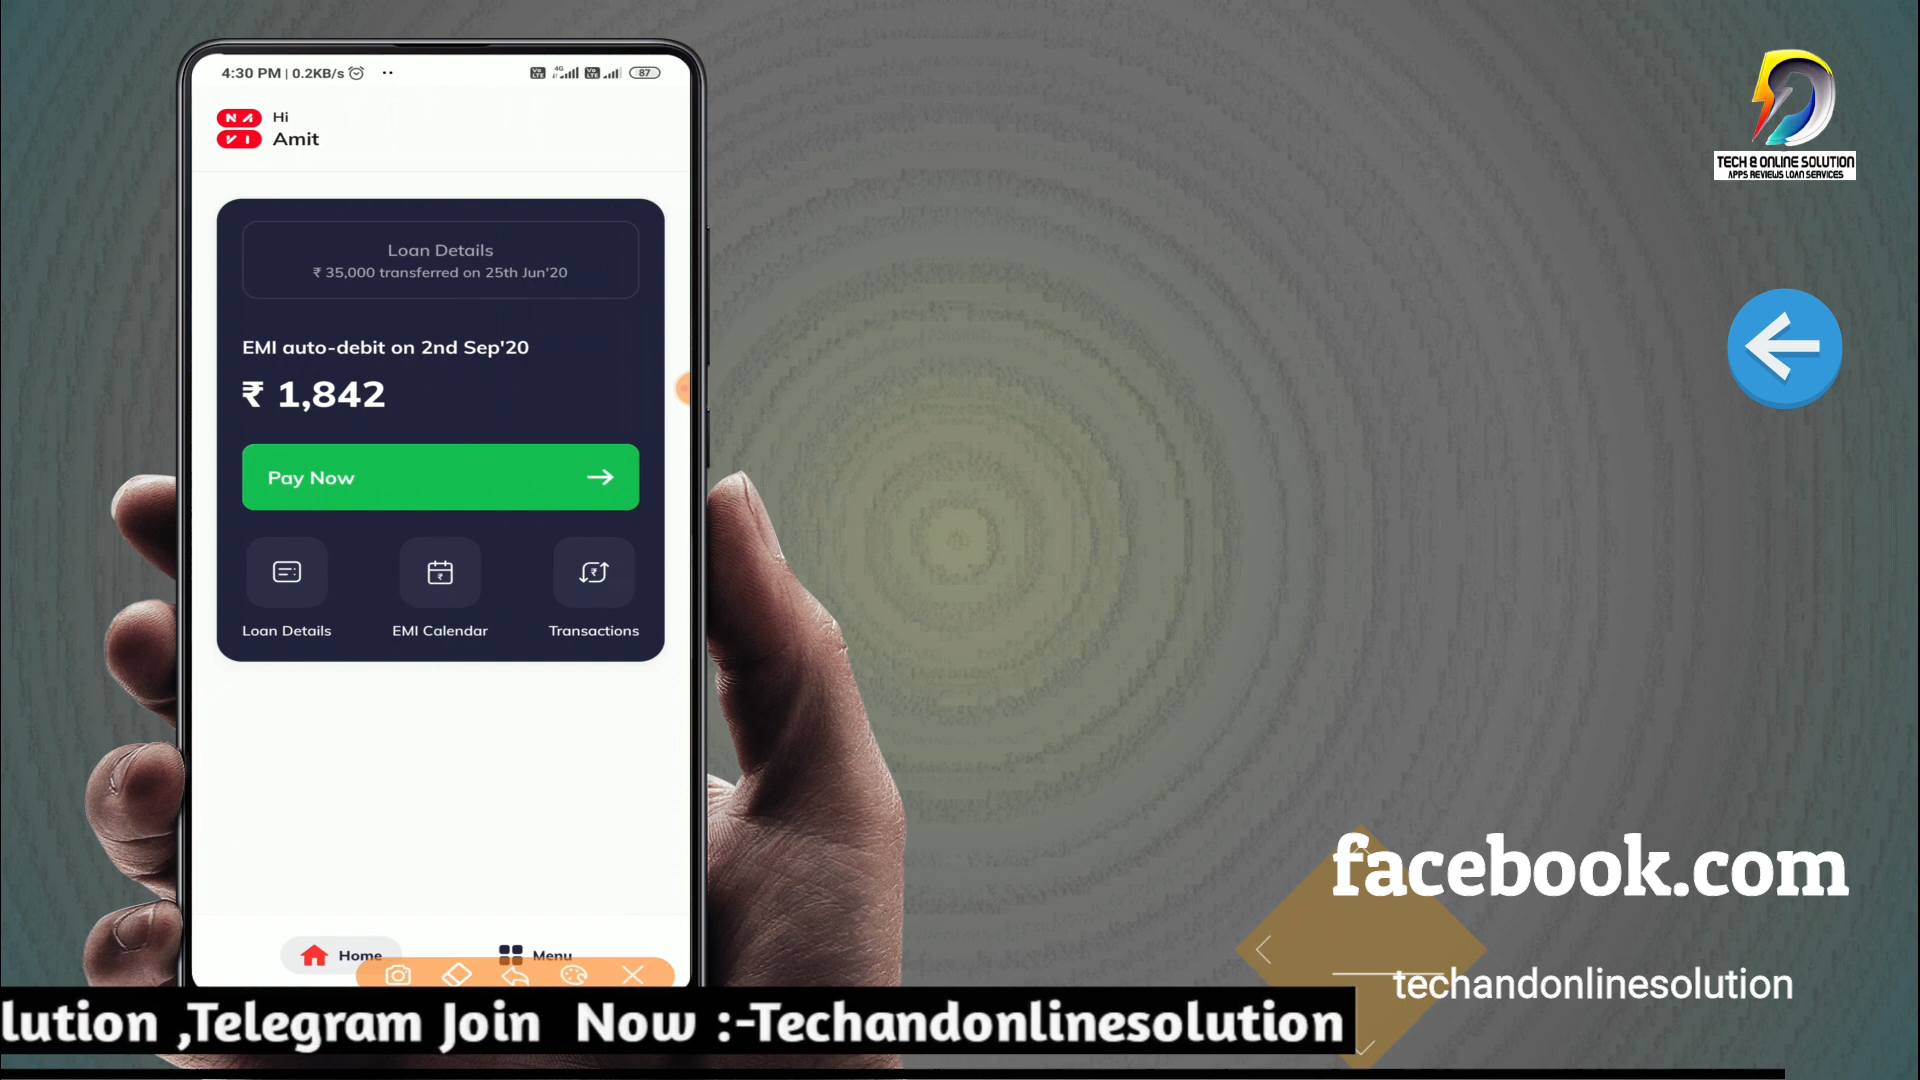 4:30 PM | 0.2KB/s
4G
87
NAVI
Hi
Amit
Loan Details
₹ 35,000 transferred on 25th Jun'20
EMI auto-debit on 2nd Sep'20
₹ 1,842
Pay Now
Loan Details
EMI Calendar
Transactions
Home
Menu
TECH & ONLINE SOLUTION
APPS REVIEWS LOAN SERVICES
facebook.com
techandonlinesolution
lution ,Telegram Join Now :-Techandonlinesolution